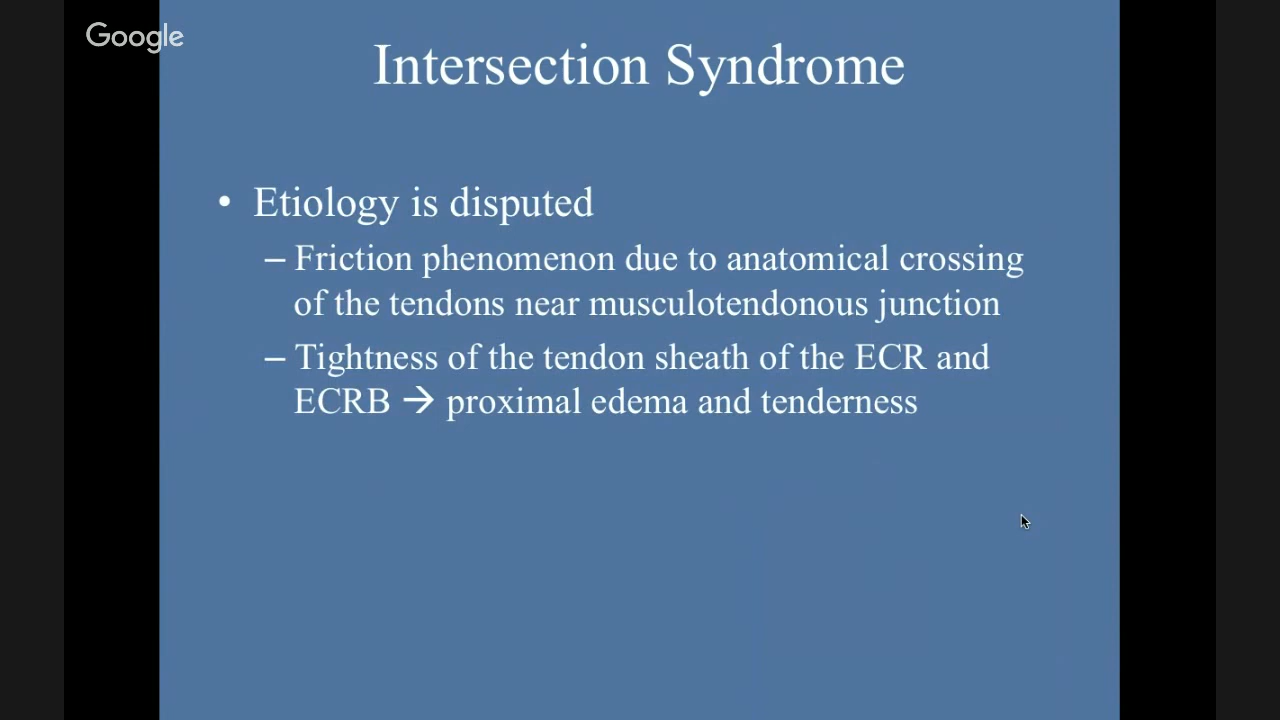 Google
Intersection Syndrome
• Etiology is disputed
– Friction phenomenon due to anatomical crossing
of the tendons near musculotendonous junction
– Tightness of the tendon sheath of the ECR and
ECRB → proximal edema and tenderness